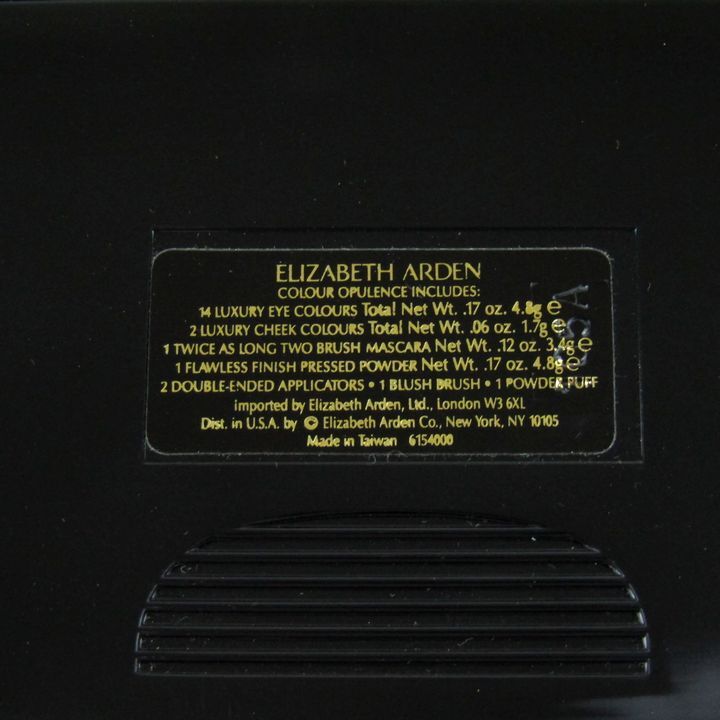 ELIZABETH ARDEN
COLOUR OPULENCE INCLUDES:
14 LUXURY EYE COLOURS Total Net Wt. .17 oz. 4.8g e
2 LUXURY CHEEK COLOURS Total Net Wt. .06 oz. 1.7g e
1 TWICE AS LONG TWO BRUSH MASCARA Net Wt. .12 oz. 3.4g e
1 FLAWLESS FINISH PRESSED POWDER Net Wt. .17 oz. 4.8g e
2 DOUBLE-ENDED APPLICATORS • 1 BLUSH BRUSH • 1 POWDER PUFF
imported by Elizabeth Arden, Ltd., London W3 6XL
Dist. in U.S.A. by © Elizabeth Arden Co., New York, NY 10105
Made in Taiwan 6154000